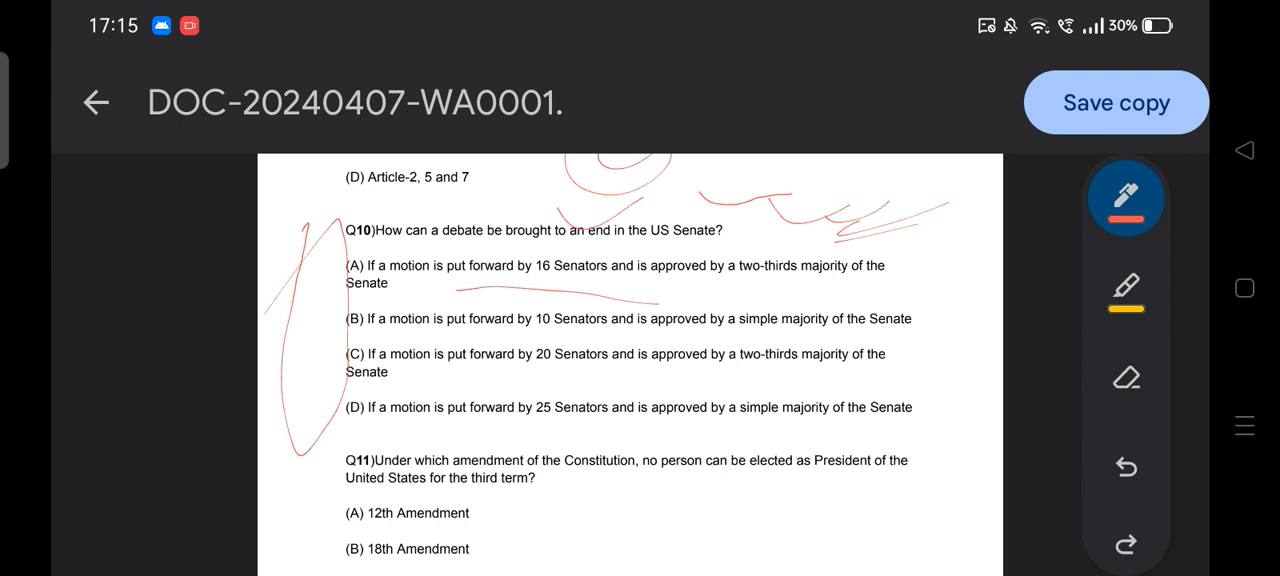 17:15
30%
DOC-20240407-WA0001.
Save copy
(D) Article-2, 5 and 7
Q10)How can a debate be brought to an end in the US Senate?
(A) If a motion is put forward by 16 Senators and is approved by a two-thirds majority of the
Senate
(B) If a motion is put forward by 10 Senators and is approved by a simple majority of the Senate
(C) If a motion is put forward by 20 Senators and is approved by a two-thirds majority of the
Senate
(D) If a motion is put forward by 25 Senators and is approved by a simple majority of the Senate
Q11)Under which amendment of the Constitution, no person can be elected as President of the
United States for the third term?
(A) 12th Amendment
(B) 18th Amendment